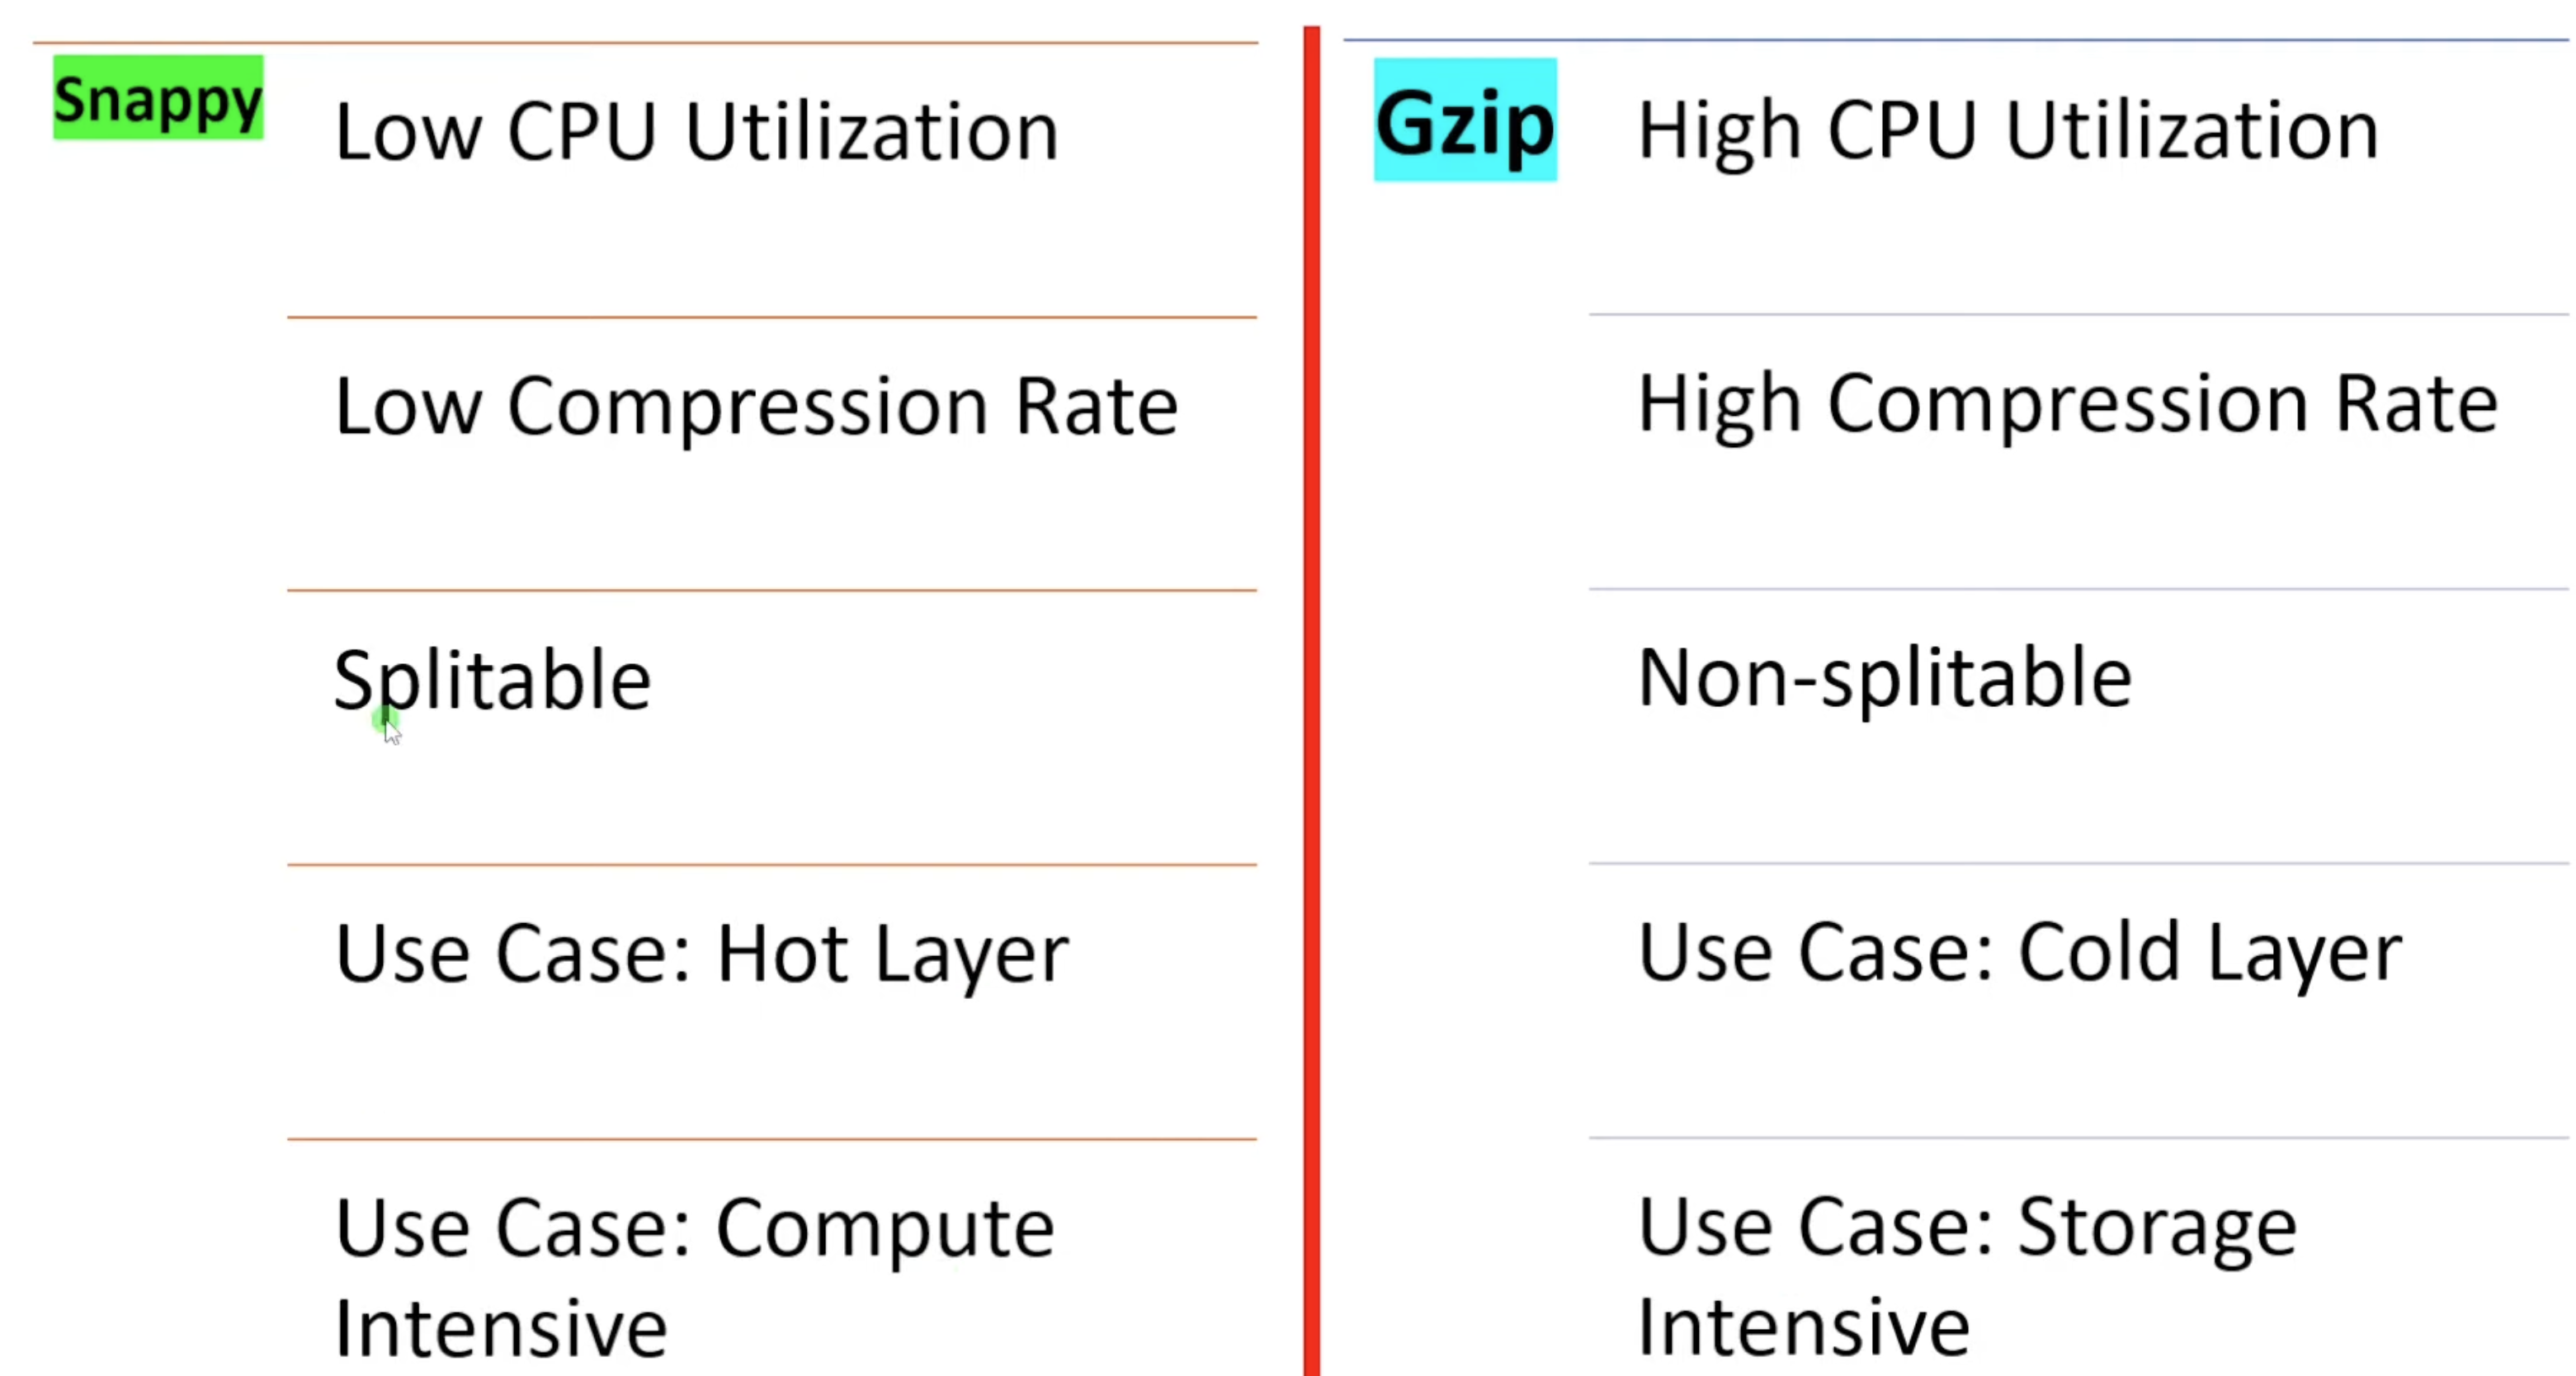 Snappy
Low CPU Utilization
Low Compression Rate
Splitable
Use Case: Hot Layer
Use Case: Compute
Intensive
Gzip
High CPU Utilization
High Compression Rate
Non-splitable
Use Case: Cold Layer
Use Case: Storage
Intensive